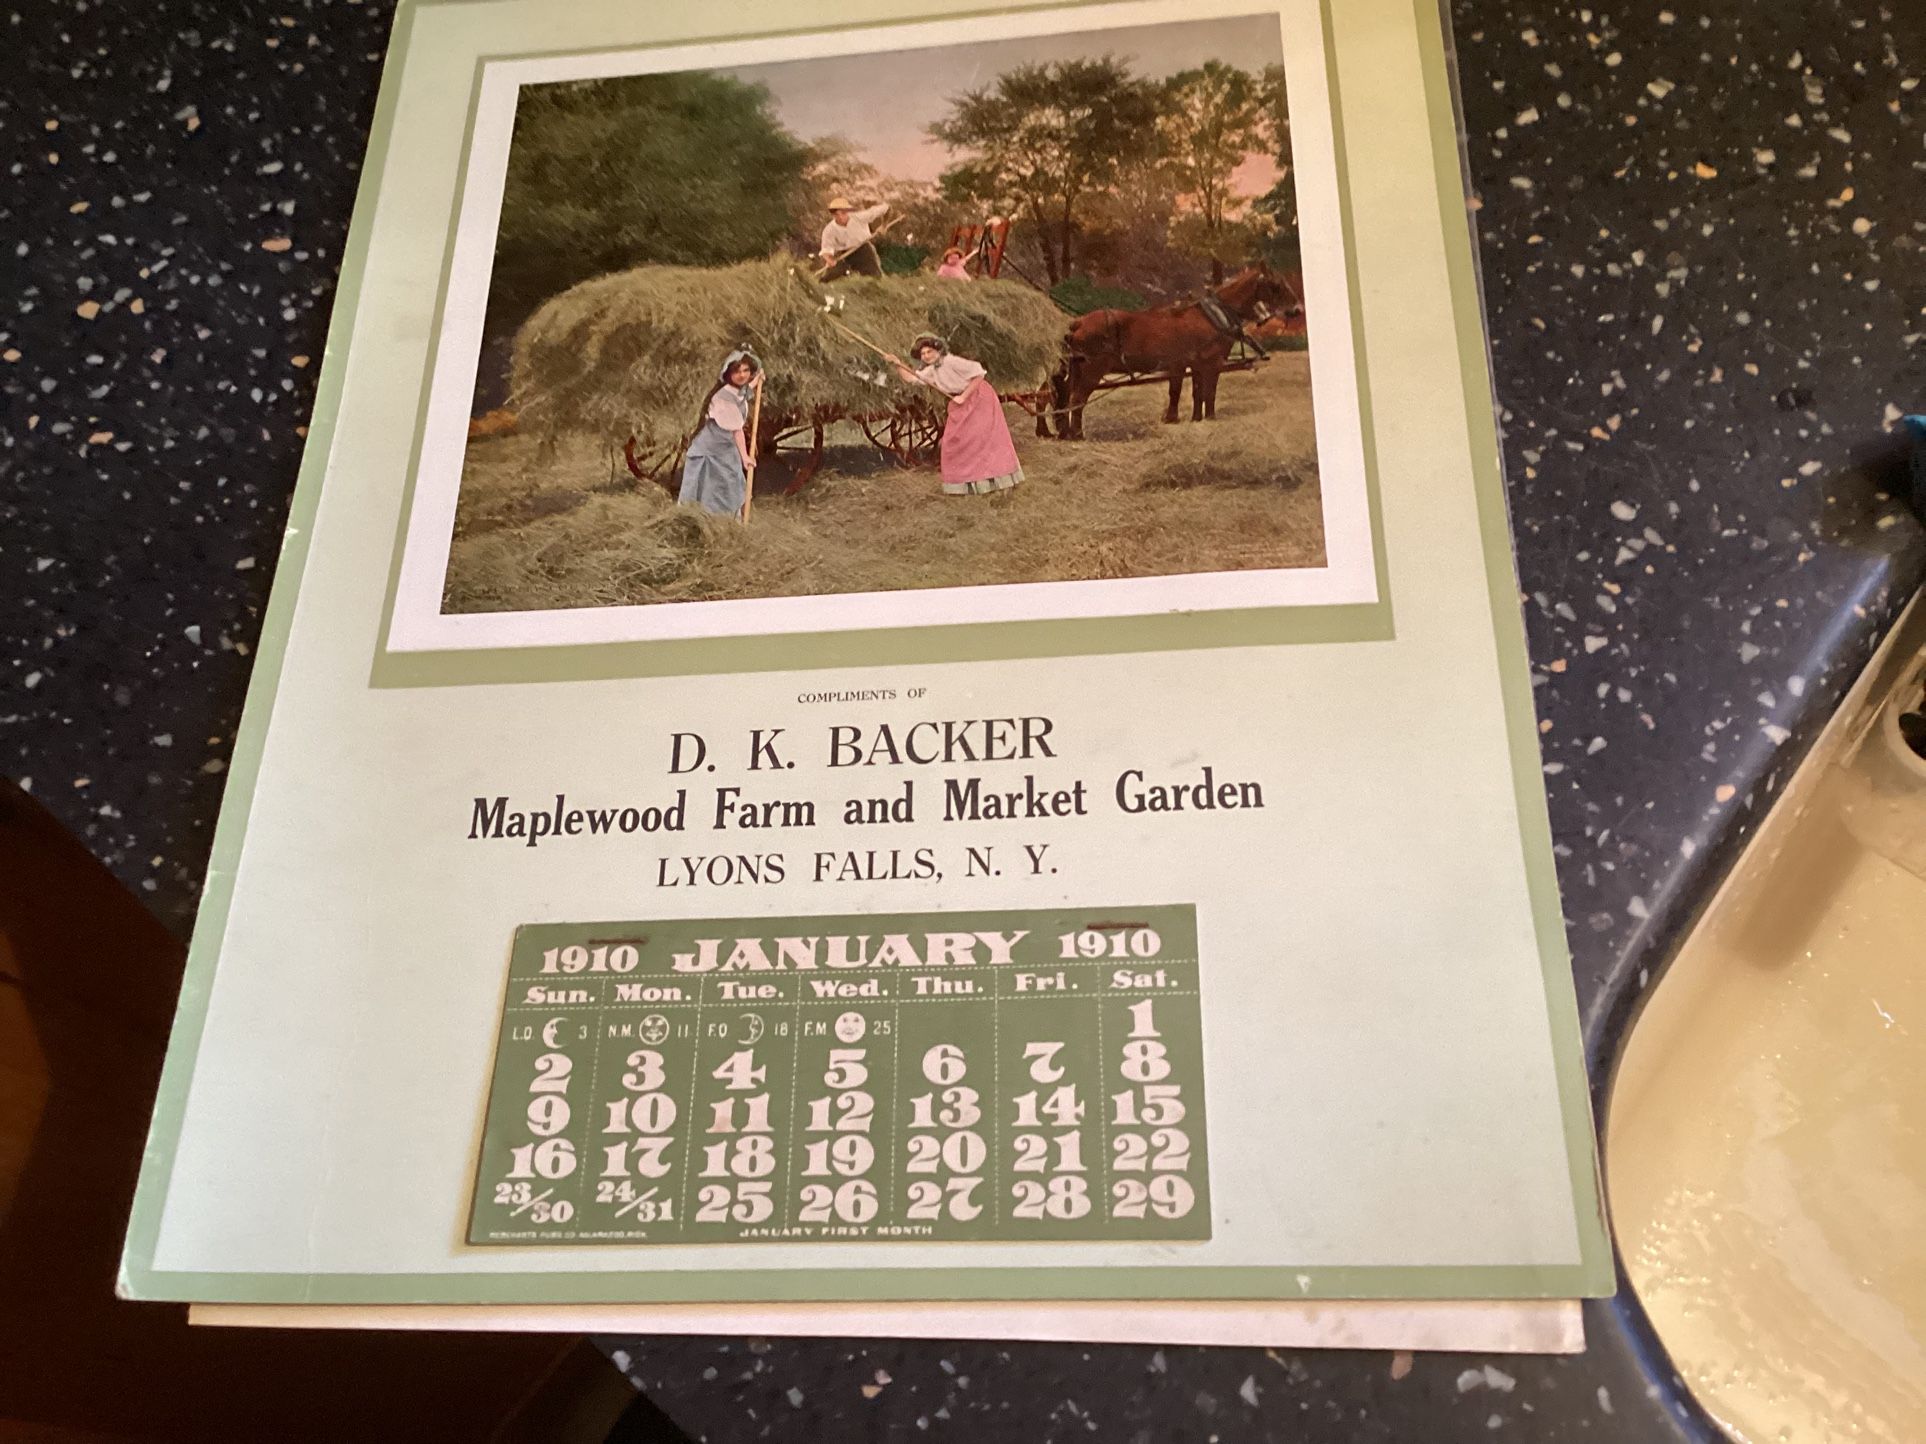 COMPLIMENTS OF
D. K. BACKER
Maplewood Farm and Market Garden
LYONS FALLS, N. Y.
1910 JANUARY 1910
Sun. Mon. Tue. Wed. Thu. Fri. Sat.
L.Q. 3 N.M. 11 F.Q 18 F.M 25 1
2 3 4 5 6 7 8
9 10 11 12 13 14 15
16 17 18 19 20 21 22
23/30 24/31 25 26 27 28 29
JANUARY FIRST MONTH